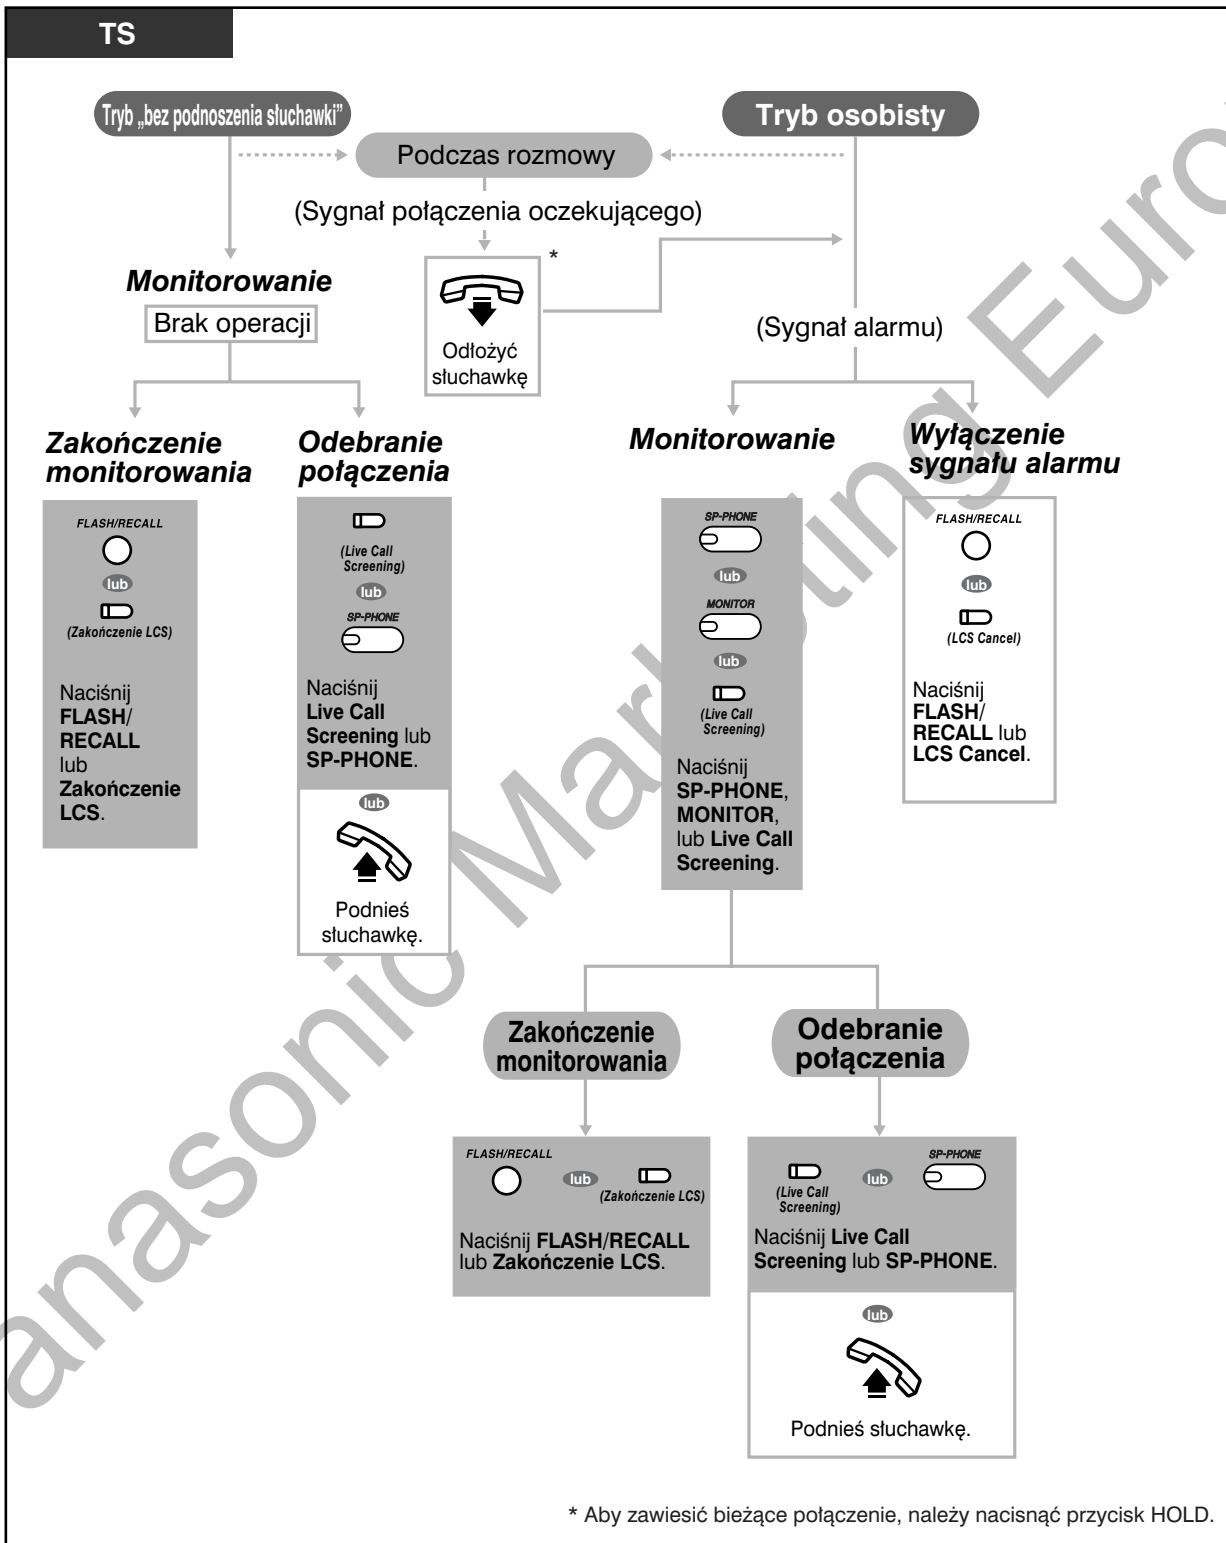 TS
Tryb „bez podnoszenia słuchawki”
Tryb osobisty
Podczas rozmowy
(Sygnał połączenia oczekującego)
*
Monitorowanie
Brak operacji
Odłożyć
słuchawkę
(Sygnał alarmu)
Zakończenie
monitorowania
FLASH/RECALL
lub
(Zakończenie LCS)
Naciśnij
FLASH/
RECALL
lub
Zakończenie
LCS.
Odebranie
połączenia
(Live Call
Screening)
lub
SP-PHONE
Naciśnij
Live Call
Screening lub
SP-PHONE.
lub
Podnieś
słuchawkę.
Monitorowanie
SP-PHONE
lub
MONITOR
lub
(Live Call
Screening)
Naciśnij
SP-PHONE,
MONITOR,
lub Live Call
Screening.
Wyłączenie
sygnału alarmu
FLASH/RECALL
lub
(LCS Cancel)
Naciśnij
FLASH/
RECALL lub
LCS Cancel.
Zakończenie
monitorowania
FLASH/RECALL
lub
(Zakończenie LCS)
Naciśnij FLASH/RECALL
lub Zakończenie LCS.
Odebranie
połączenia
(Live Call
Screening)
lub
SP-PHONE
Naciśnij Live Call
Screening lub SP-PHONE.
lub
Podnieś słuchawkę.
* Aby zawiesić bieżące połączenie, należy nacisnąć przycisk HOLD.
anasonic Marketing Euro